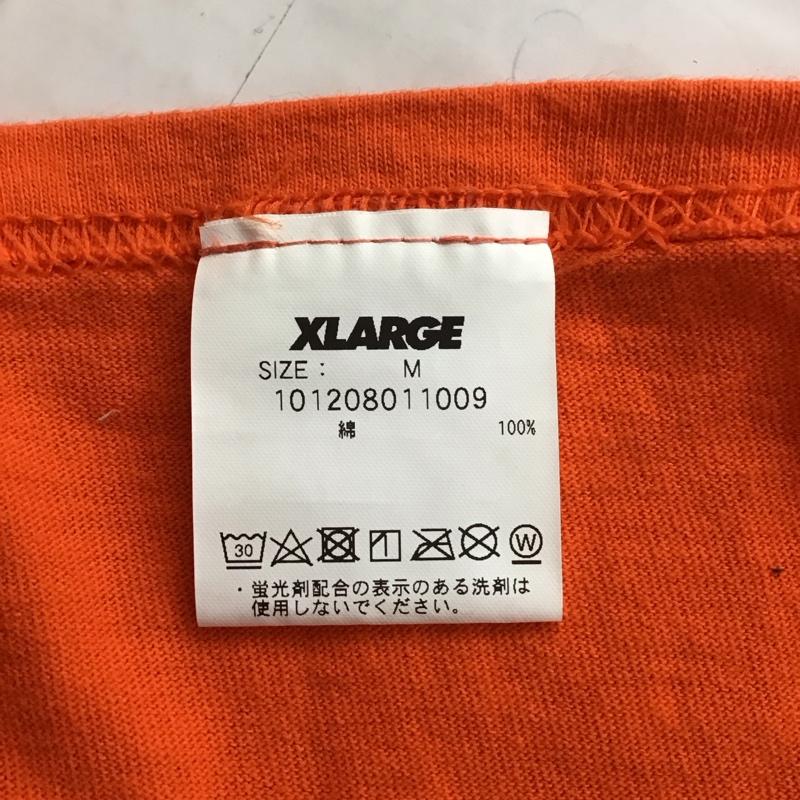 XLARGE
SIZE : M
101208011009
綿 100%
30 W
・蛍光剤配合の表示のある洗剤は
使用しないでください。